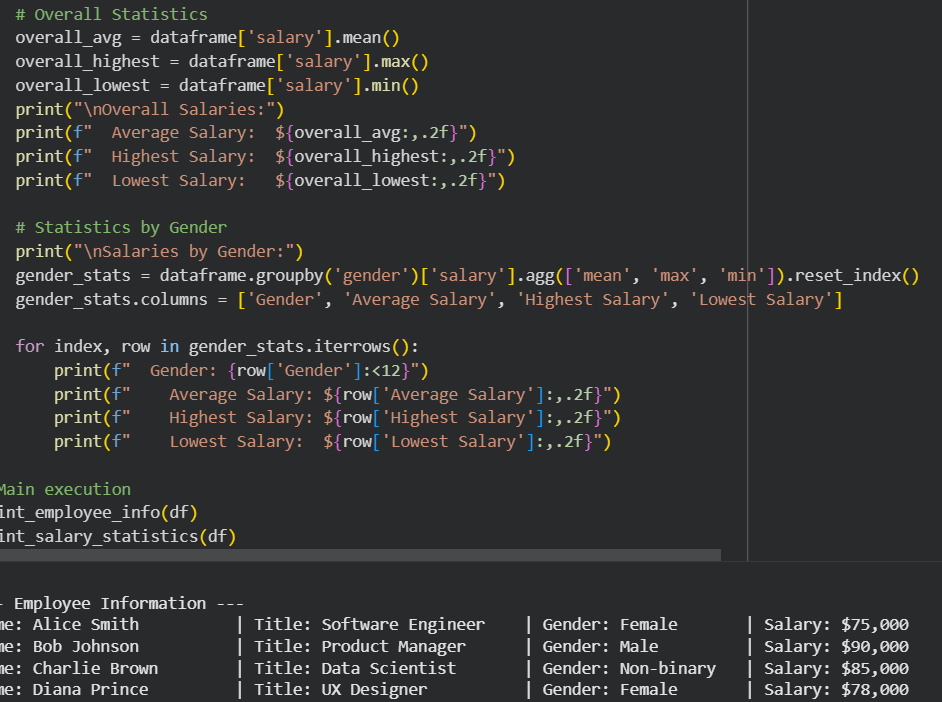 # Overall Statistics
overall_avg = dataframe['salary'].mean()
overall_highest = dataframe['salary'].max()
overall_lowest = dataframe['salary'].min()
print("\nOverall Salaries:")
print(f"  Average Salary:  ${overall_avg:,.2f}")
print(f"  Highest Salary:  ${overall_highest:,.2f}")
print(f"  Lowest Salary:   ${overall_lowest:,.2f}")

# Statistics by Gender
print("\nSalaries by Gender:")
gender_stats = dataframe.groupby('gender')['salary'].agg(['mean', 'max', 'min']).reset_index()
gender_stats.columns = ['Gender', 'Average Salary', 'Highest Salary', 'Lowest Salary']

for index, row in gender_stats.iterrows():
    print(f"  Gender: {row['Gender']:<12}")
    print(f"    Average Salary: ${row['Average Salary']:,.2f}")
    print(f"    Highest Salary: ${row['Highest Salary']:,.2f}")
    print(f"    Lowest Salary:  ${row['Lowest Salary']:,.2f}")

Main execution
int_employee_info(df)
int_salary_statistics(df)

- Employee Information ---
me: Alice Smith          | Title: Software Engineer    | Gender: Female       | Salary: $75,000
me: Bob Johnson          | Title: Product Manager      | Gender: Male         | Salary: $90,000
me: Charlie Brown        | Title: Data Scientist       | Gender: Non-binary   | Salary: $85,000
me: Diana Prince         | Title: UX Designer          | Gender: Female       | Salary: $78,000